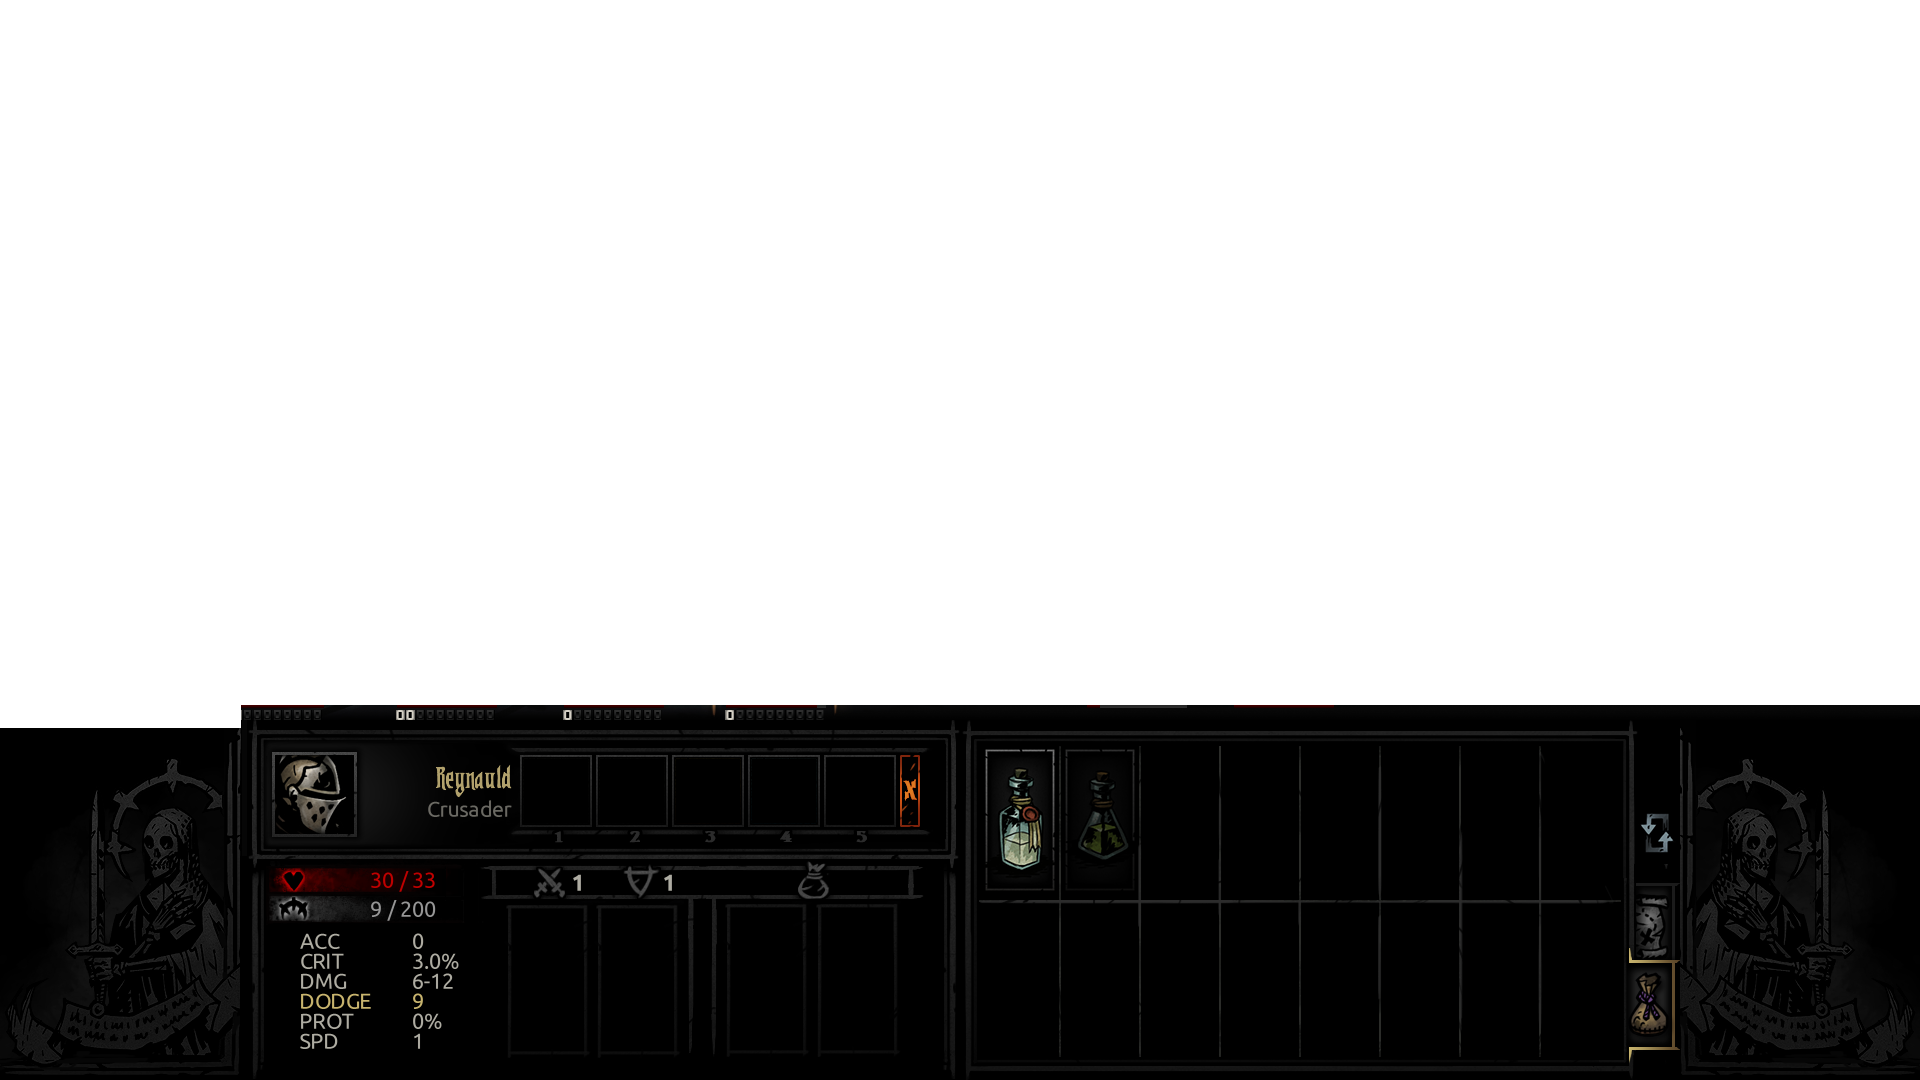 Reynauld
Crusader
X
1 2 3 4 5
30 / 33
9 / 200
1 1
ACC 0
CRIT 3.0%
DMG 6-12
DODGE 9
PROT 0%
SPD 1